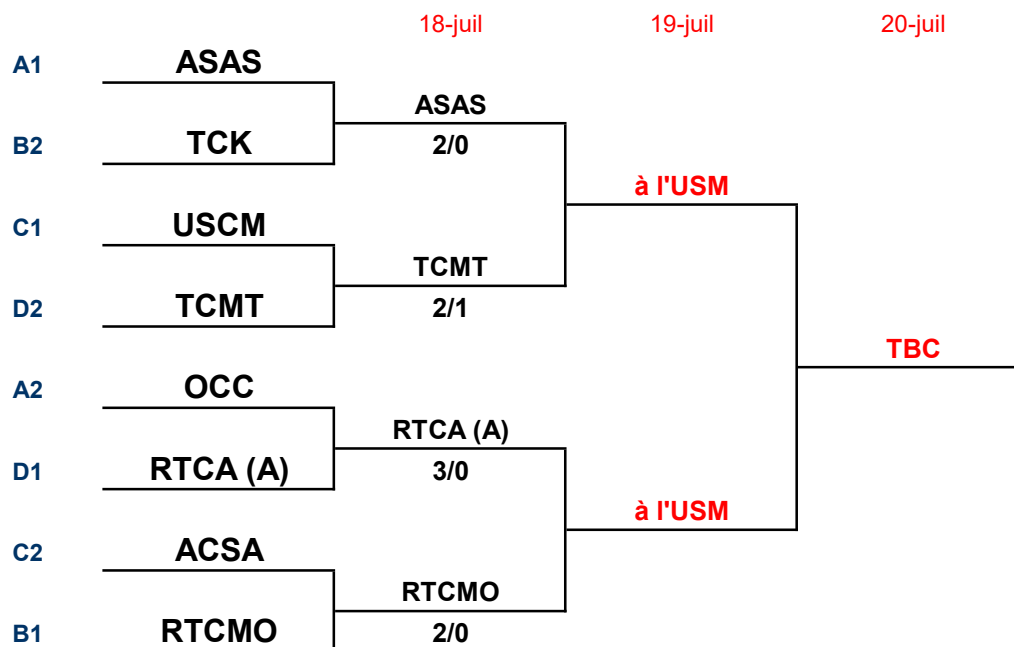 18-juil 19-juil 20-juil
A1 ASAS
ASAS
B2 TCK 2/0
à l'USM
C1 USCM
TCMT
D2 TCMT 2/1
TBC
A2 OCC
RTCA (A)
D1 RTCA (A) 3/0
à l'USM
C2 ACSA
RTCMO
B1 RTCMO 2/0